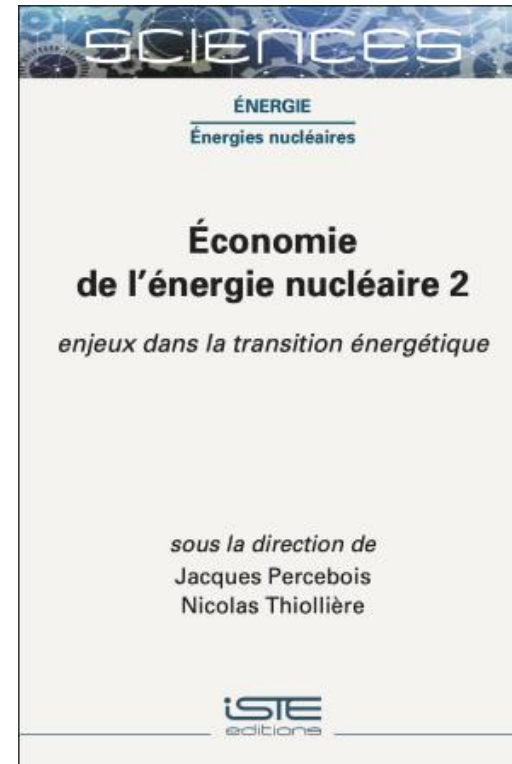 SCIENCES
ÉNERGIE
Énergies nucléaires
Économie
de l'énergie nucléaire 2
enjeux dans la transition énergétique
sous la direction de
Jacques Percebois
Nicolas Thiollière
iSTE
editions